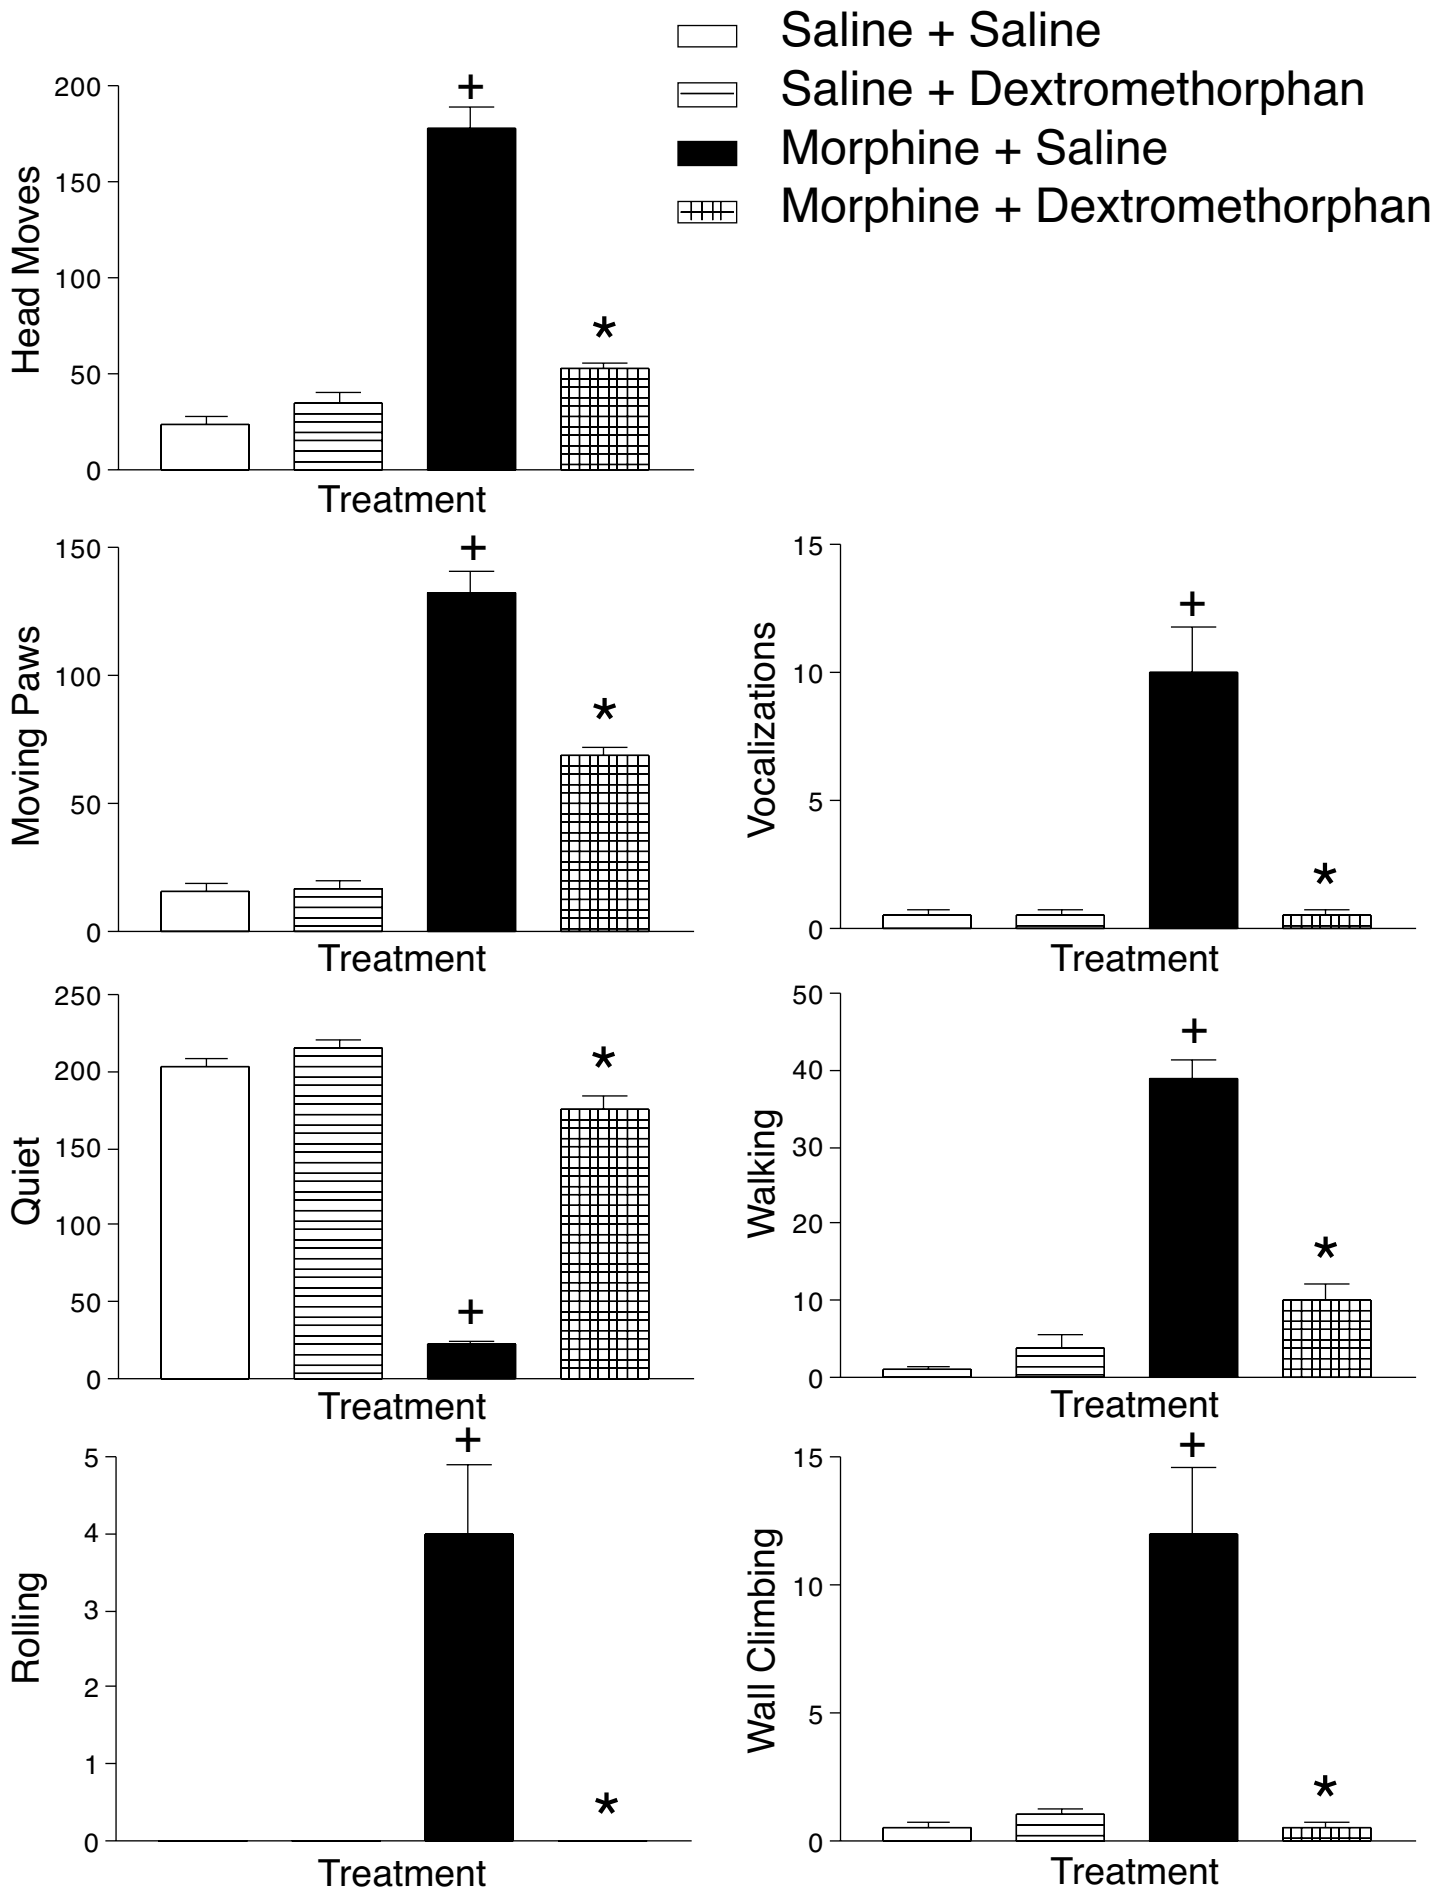 Saline + Saline
Saline + Dextromethorphan
Morphine + Saline
Morphine + Dextromethorphan
Head Moves
200
150
100
50
0
+
*
Treatment
Moving Paws
150
100
50
0
+
*
Treatment
Vocalizations
15
10
5
0
+
*
Treatment
Quiet
250
200
150
100
50
0
+
*
Treatment
Walking
50
40
30
20
10
0
+
*
Treatment
Rolling
5
4
3
2
1
0
+
*
Treatment
Wall Climbing
15
10
5
0
+
*
Treatment